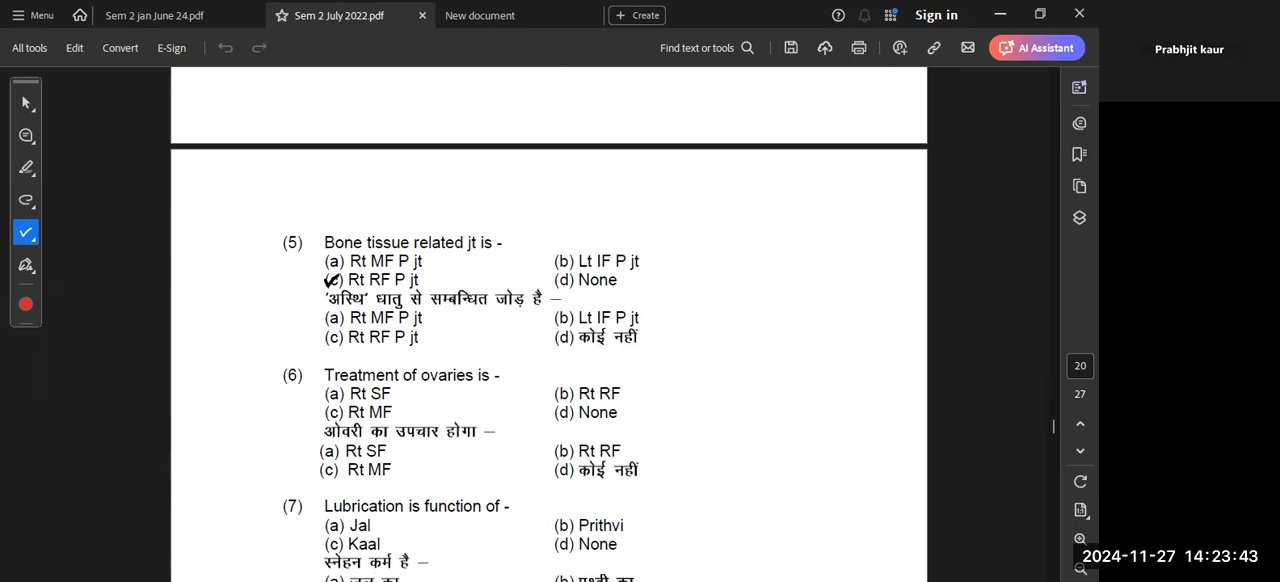 Menu
Sem 2 jan June 24.pdf
Sem 2 July 2022.pdf
New document
Create
Sign in
All tools
Edit
Convert
E-Sign
Find text or tools
AI Assistant
Prabhjit kaur
(5) Bone tissue related jt is -
(a) Rt MF P jt (b) Lt IF P jt
(c) Rt RF P jt (d) None
'अस्थि' धातु से सम्बन्धित जोड़ है –
(a) Rt MF P jt (b) Lt IF P jt
(c) Rt RF P jt (d) कोई नहीं
(6) Treatment of ovaries is -
(a) Rt SF (b) Rt RF
(c) Rt MF (d) None
ओवरी का उपचार होगा –
(a) Rt SF (b) Rt RF
(c) Rt MF (d) कोई नहीं
(7) Lubrication is function of -
(a) Jal (b) Prithvi
(c) Kaal (d) None
स्नेहन कर्म है –
(a) जल का (b) पृथ्वी का
20
27
2024-11-27 14:23:43